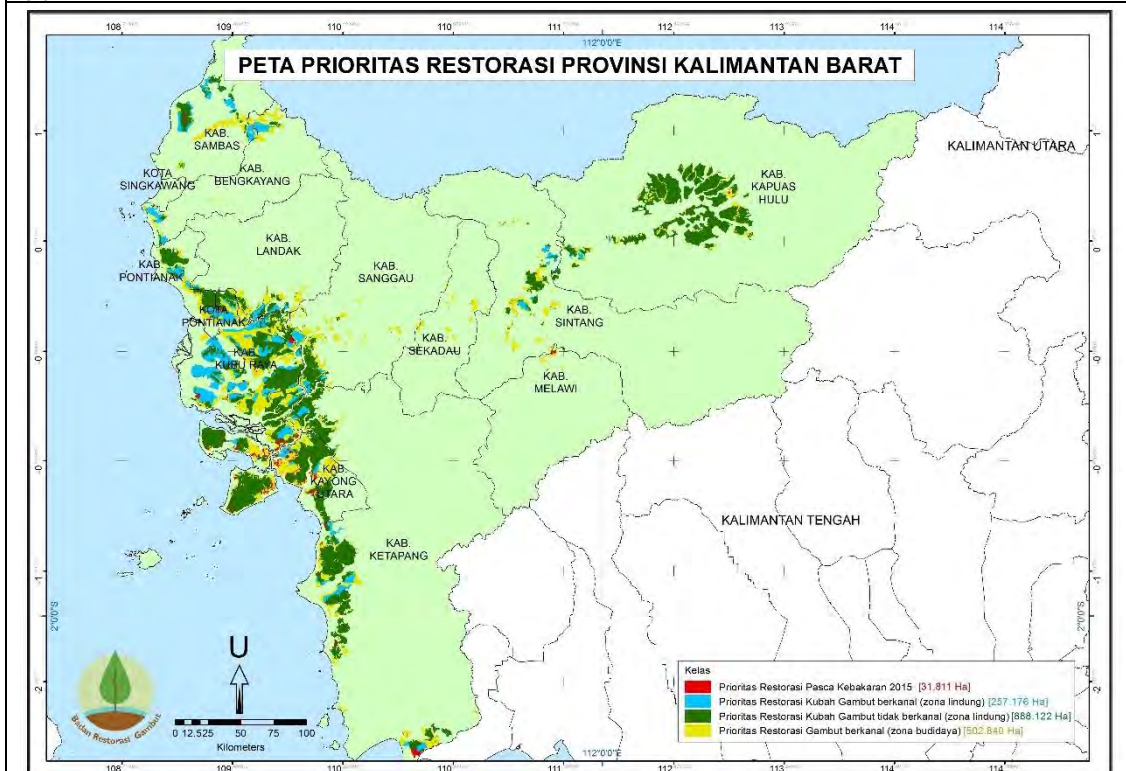 108 109 110 111 112 113 114 114
112°0'0"E
PETA PRIORITAS RESTORASI PROVINSI KALIMANTAN BARAT
KAB.
SAMBAS
KOTA
SINGKAWANG
KAB.
BENGKAYANG
KAB.
LANDAK
KAB.
PONTIANAK
KAB.
SANGGAU
KOTA
PONTIANAK
KAB.
KUBU RAYA
KAB.
SEKADAU
KAB.
SINTANG
KAB.
MELAWI
KAB.
KAPUAS
HULU
KALIMANTAN UTARA
KAB.
KAYONG
UTARA
KAB.
KETAPANG
KALIMANTAN TENGAH
2°0'0"S
2°0'0"S
U
0 12.525 50 75 100
Kilometers
Badan Restorasi Gambut
Kelas
Prioritas Restorasi Pasca Kebakaran 2015 [31.811 Ha]
Prioritas Restorasi Kubah Gambut berkanal (zona lindung) [257.176 Ha]
Prioritas Restorasi Kubah Gambut tidak berkanal (zona lindung) [888.122 Ha]
Prioritas Restorasi Gambut berkanal (zona budidaya) [502.840 Ha]
112°0'0"E
108 109 110 110 111 112 113 114